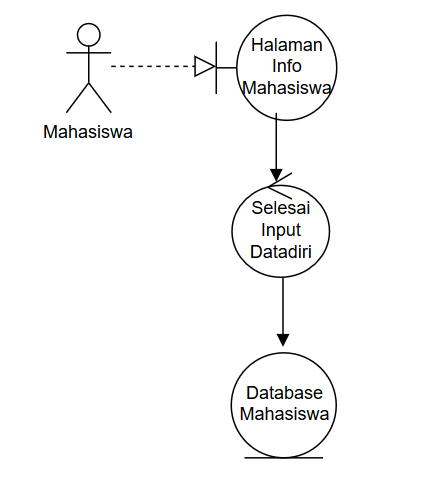 Halaman
Info
Mahasiswa
Mahasiswa
Selesai
Input
Datadiri
Database
Mahasiswa